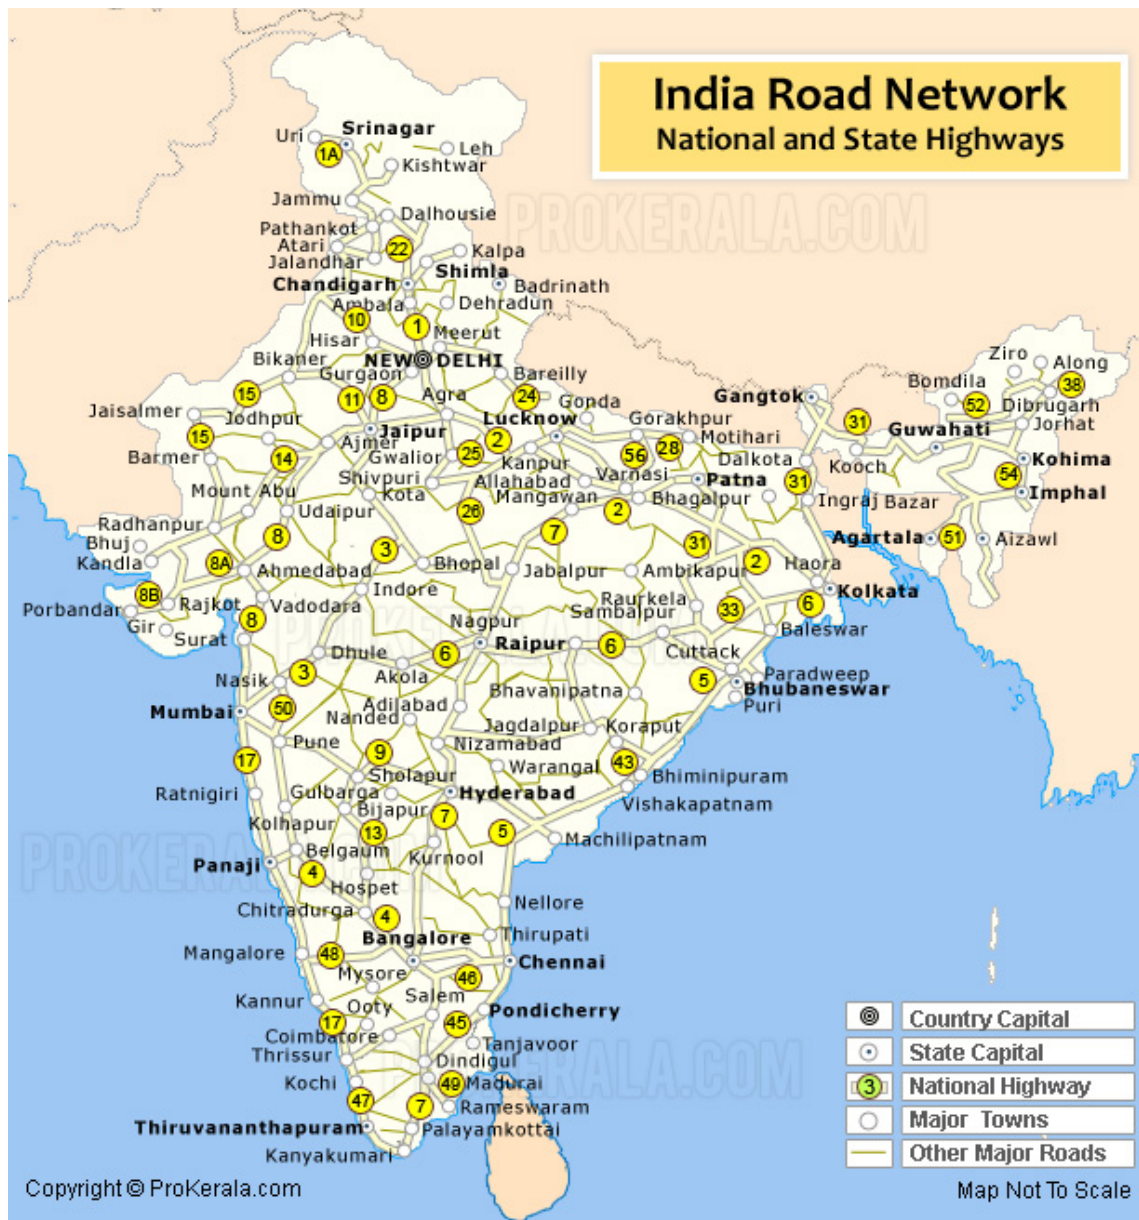 India Road Network
National and State Highways
PROKERALA.COM
Uri
Srinagar
1A
Leh
Kishtwar
Jammu
Dalhousie
Pathankot
Atari
22
Kalpa
Jalandhar
Shimla
Chandigarh
Badrinath
Ambala
Dehradun
10
1
Hisar
Meerut
Ziro
Along
Bikaner
NEW DELHI
Gurgaon
Bareilly
Bomdila
38
15
11
8
24
Gangtok
52
Dibrugarh
Jaisalmer
Jodhpur
Agra
Lucknow
Gonda
Gorakhpur
31
Guwahati
Jorhat
15
Jaipur
2
Motihari
Ajmer
Gwalior
25
Kanpur
56
28
Dalkota
Kooch
Kohima
Barmer
14
Shivpuri
Varnasi
Kota
Allahabad
Patna
31
54
Mount Abu
Mangawan
Bhagalpur
Ingraj Bazar
Imphal
Udaipur
26
2
Radhanpur
8
7
31
Agartala
51
Aizawl
Bhuj
3
2
Kandla
8A
Ahmedabad
Bhopal
Jabalpur
Ambikapur
Haora
Indore
Kolkata
8B
Rajkot
Vadodara
Raurkela
33
6
Porbandar
Sambalpur
Gir
8
Nagpur
Baleswar
Surat
Raipur
6
6
Dhule
Cuttack
3
Akola
5
Paradweep
Nasik
Bhavanipatna
Bhubaneswar
Mumbai
50
Adilabad
Puri
Nanded
Jagdalpur
Koraput
Pune
9
Nizamabad
17
Warangal
43
Sholapur
Bhiminipuram
Ratnigiri
Gulbarga
Hyderabad
Vishakapatnam
Bijapur
Kolhapur
13
7
5
Machilipatnam
PROKERALA.COM
Belgaum
Kurnool
Panaji
4
Hospet
Nellore
Chitradurga
4
Thirupati
Bangalore
Mangalore
48
Chennai
Mysore
46
Kannur
Salem
Ooty
Pondicherry
17
45
Coimbatore
Tanjavoor
Thrissur
Dindigul
Kochi
49
Madurai
47
7
Rameswaram
Thiruvananthapuram
Palayamkottai
Kanyakumari
PROKERALA.COM
Country Capital
State Capital
3
National Highway
Major Towns
Other Major Roads
Copyright © ProKerala.com
Map Not To Scale